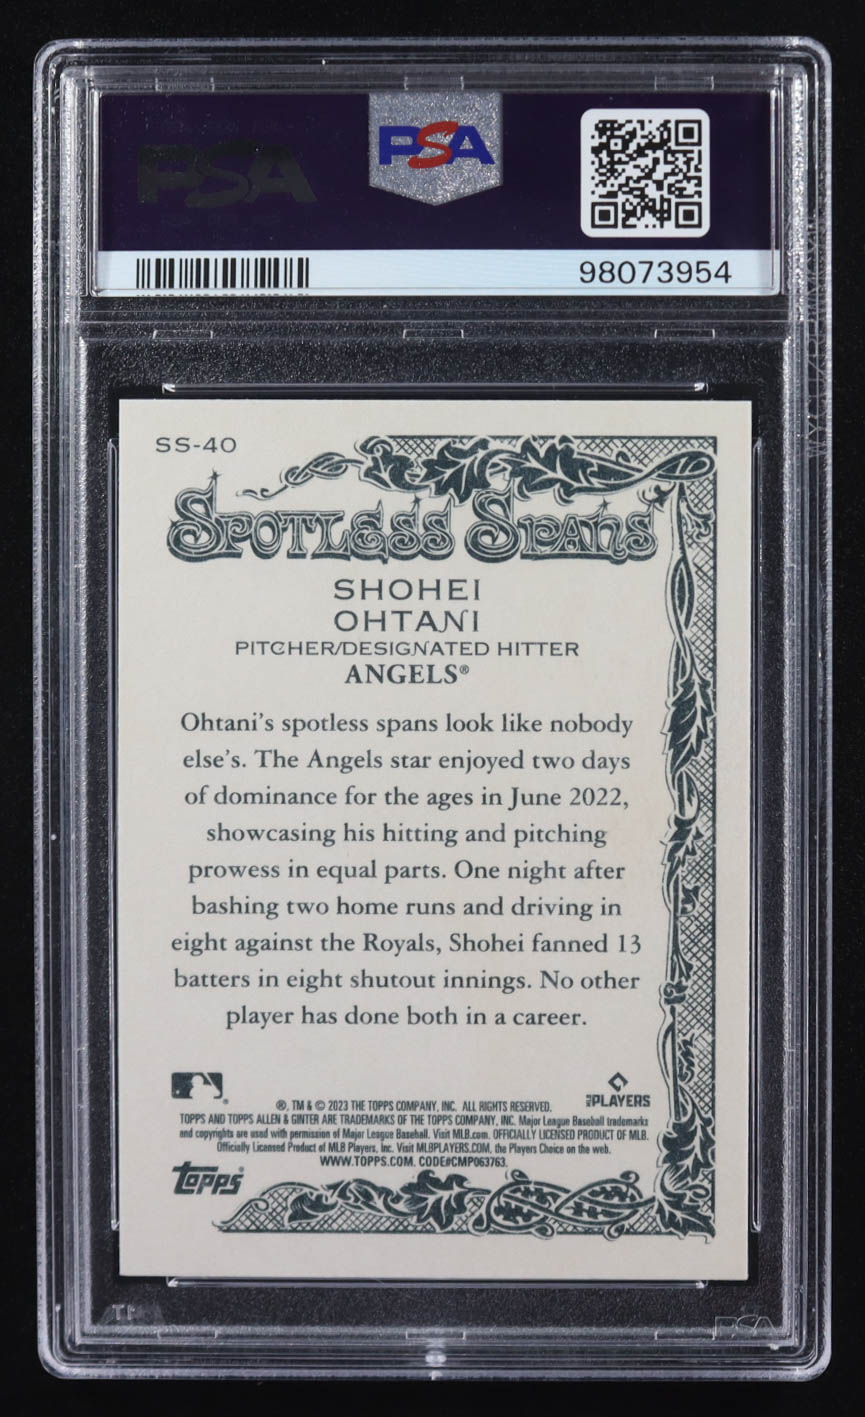 PSA
PSA
98073954
SS-40
SPOTLESS SPANS
SHOHEI
OHTANI
PITCHER/DESIGNATED HITTER
ANGELS®
Ohtani's spotless spans look like nobody
else's. The Angels star enjoyed two days
of dominance for the ages in June 2022,
showcasing his hitting and pitching
prowess in equal parts. One night after
bashing two home runs and driving in
eight against the Royals, Shohei fanned 13
batters in eight shutout innings. No other
player has done both in a career.
PLAYERS
®, TM & © 2023 THE TOPPS COMPANY, INC. ALL RIGHTS RESERVED.
TOPPS AND TOPPS ALLEN & GINTER ARE TRADEMARKS OF THE TOPPS COMPANY, INC. Major League Baseball trademarks
and copyrights are used with permission of Major League Baseball. Visit MLB.com. OFFICIALLY LICENSED PRODUCT OF MLB.
Officially Licensed Product of MLB Players, Inc. Visit MLBPLAYERS.COM, the Players Choice on the web.
WWW.TOPPS.COM. CODE#CMP063763.
Topps
PSA